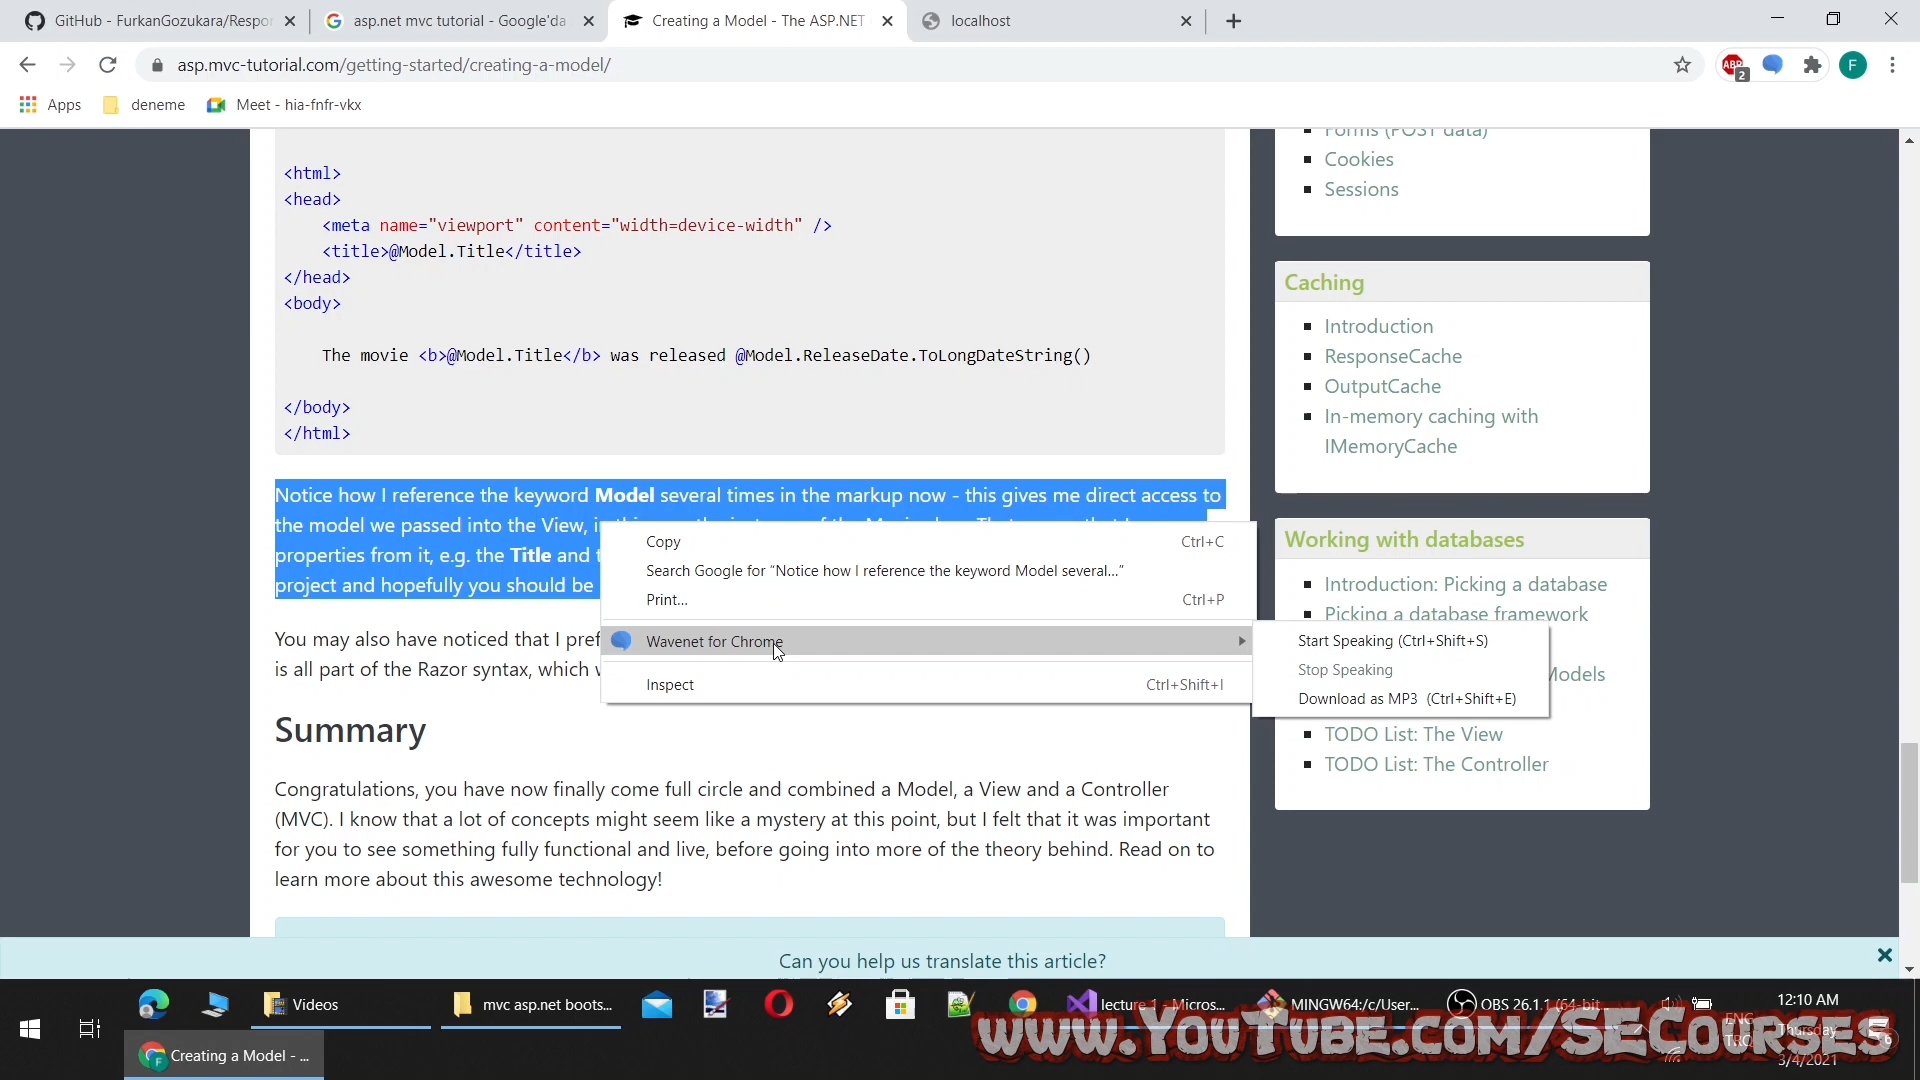 GitHub - FurkanGozukara/Respo
asp.net mvc tutorial - Google'da
Creating a Model - The ASP.NET
localhost
asp.mvc-tutorial.com/getting-started/creating-a-model/
ABP
2
F
Apps
deneme
Meet - hia-fnfr-vkx
<html>
<head>
<meta name="viewport" content="width=device-width" />
<title>@Model.Title</title>
</head>
<body>
The movie <b>@Model.Title</b> was released @Model.ReleaseDate.ToLongDateString()
</body>
</html>
Notice how I reference the keyword Model several times in the markup now - this gives me direct access to
the model we passed into the View,
properties from it, e.g. the Title and
project and hopefully you should be
You may also have noticed that I pref
is all part of the Razor syntax, which
Summary
Congratulations, you have now finally come full circle and combined a Model, a View and a Controller
(MVC). I know that a lot of concepts might seem like a mystery at this point, but I felt that it was important
for you to see something fully functional and live, before going into more of the theory behind. Read on to
learn more about this awesome technology!
Copy Ctrl+C
Search Google for “Notice how I reference the keyword Model several...”
Print... Ctrl+P
Wavenet for Chrome
Inspect Ctrl+Shift+I
Start Speaking (Ctrl+Shift+S)
Stop Speaking
Download as MP3 (Ctrl+Shift+E)
Forms (POST data)
Cookies
Sessions
Caching
Introduction
ResponseCache
OutputCache
In-memory caching with
IMemoryCache
Working with databases
Introduction: Picking a database
Picking a database framework
Models
TODO List: The View
TODO List: The Controller
Can you help us translate this article?
Videos
mvc asp.net boots...
lecture 1 - Micros...
MINGW64:/c/User...
OBS 26.1.1 (64-bit...
12:10 AM
ENG
Thursday
3/4/2021
Creating a Model - ...
www.YouTube.com/SECourses